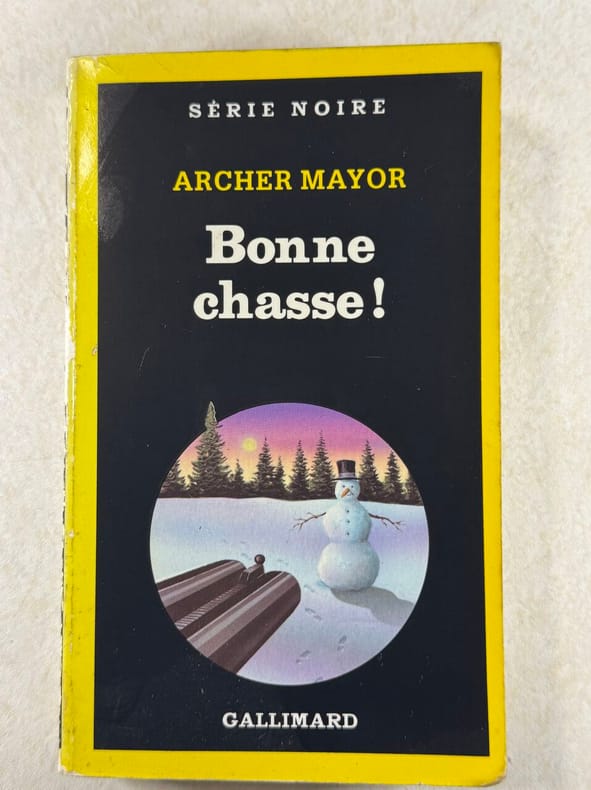 SÉRIE NOIRE
ARCHER MAYOR
Bonne
chasse!
GALLIMARD